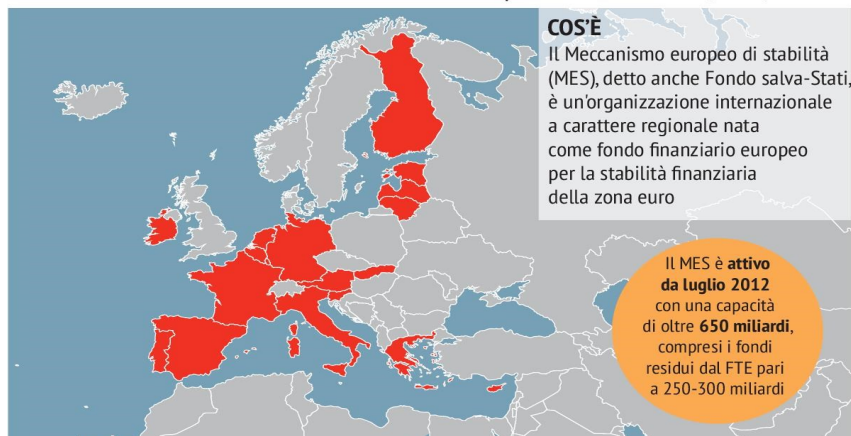 COS'È
Il Meccanismo europeo di stabilità
(MES), detto anche Fondo salva-Stati,
è un'organizzazione internazionale
a carattere regionale nata
come fondo finanziario europeo
per la stabilità finanziaria
della zona euro
Il MES è attivo
da luglio 2012
con una capacità
di oltre 650 miliardi,
compresi i fondi
residui dal FTE pari
a 250-300 miliardi